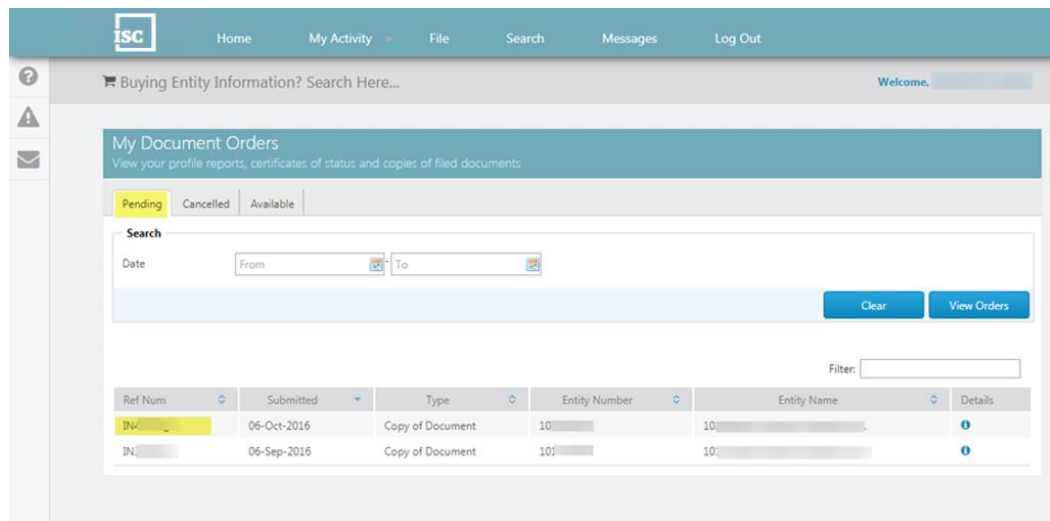 ISC Home My Activity File Search Messages Log Out
Buying Entity Information? Search Here... Welcome,
My Document Orders
View your profile reports, certificates of status and copies of filed documents
Pending Cancelled Available
Search
Date From - To
Clear View Orders
Filter:
Ref Num Submitted Type Entity Number Entity Name Details
06-Oct-2016 Copy of Document
06-Sep-2016 Copy of Document